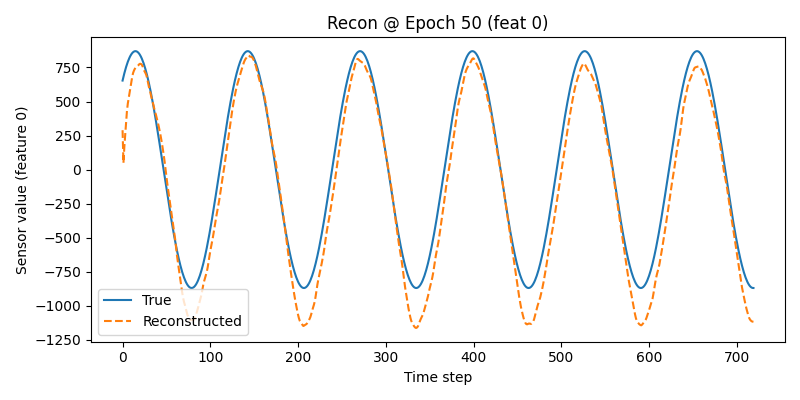 Recon @ Epoch 50 (feat 0)
Sensor value (feature 0)
750
500
250
0
−250
−500
−750
−1000
−1250
True
Reconstructed
0 100 200 300 400 500 600 700
Time step